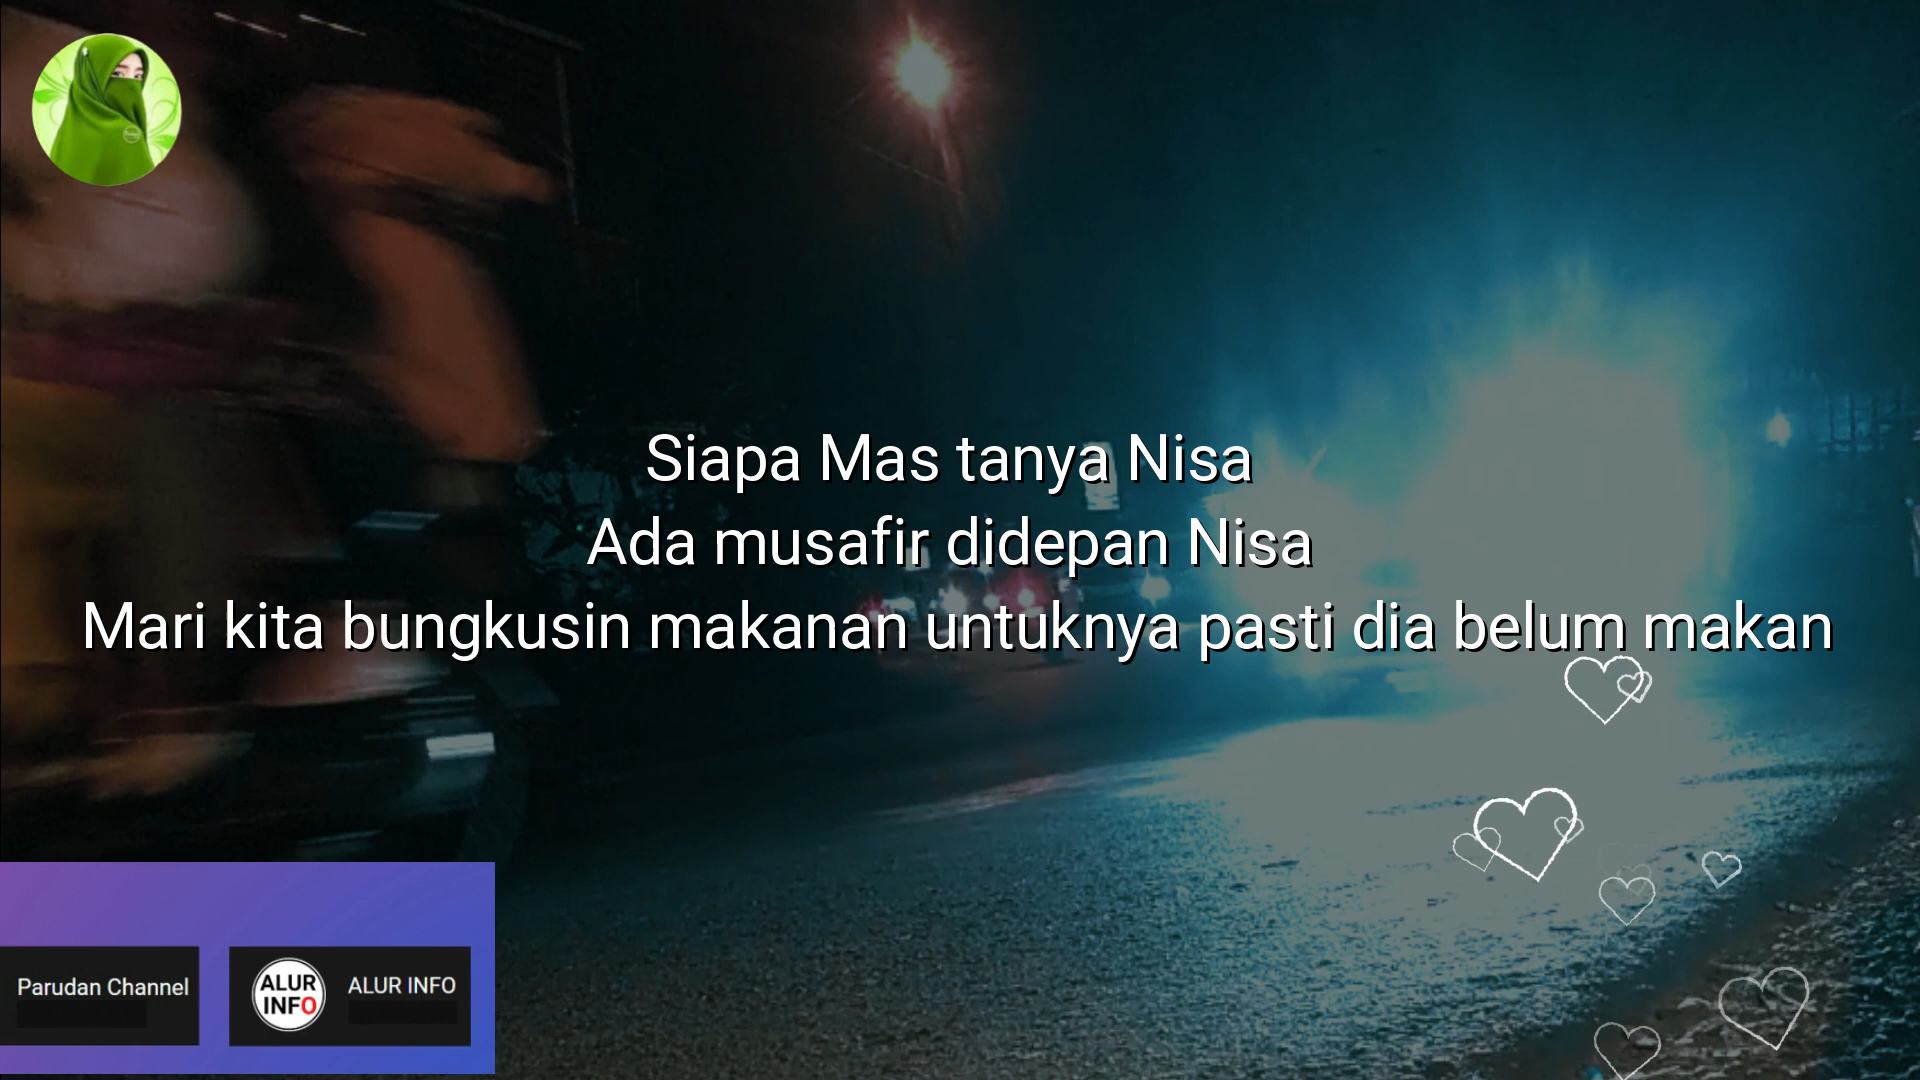 Siapa Mas tanya Nisa
Ada musafir didepan Nisa
Mari kita bungkusin makanan untuknya pasti dia belum makan
Parudan Channel
ALUR
INFO
ALUR INFO